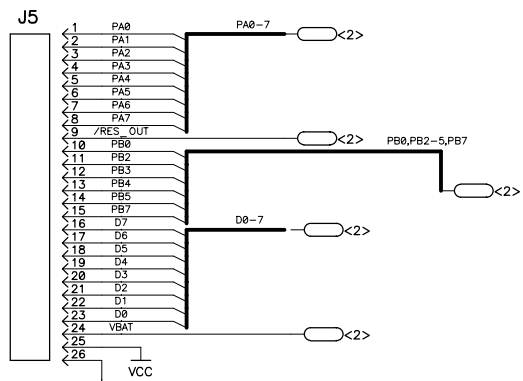 J5
PA0-7
1 PA0
<2>
2 PA1
3 PA2
4 PA3
5 PA4
6 PA5
7 PA6
8 PA7
9 /RES_OUT
<2>
PB0,PB2-5,PB7
10 PB0
11 PB2
12 PB3
13 PB4
<2>
14 PB5
15 PB7
D0-7
16 D7
<2>
17 D6
18 D5
19 D4
20 D3
21 D2
22 D1
23 D0
24 VBAT
<2>
25
26
VCC